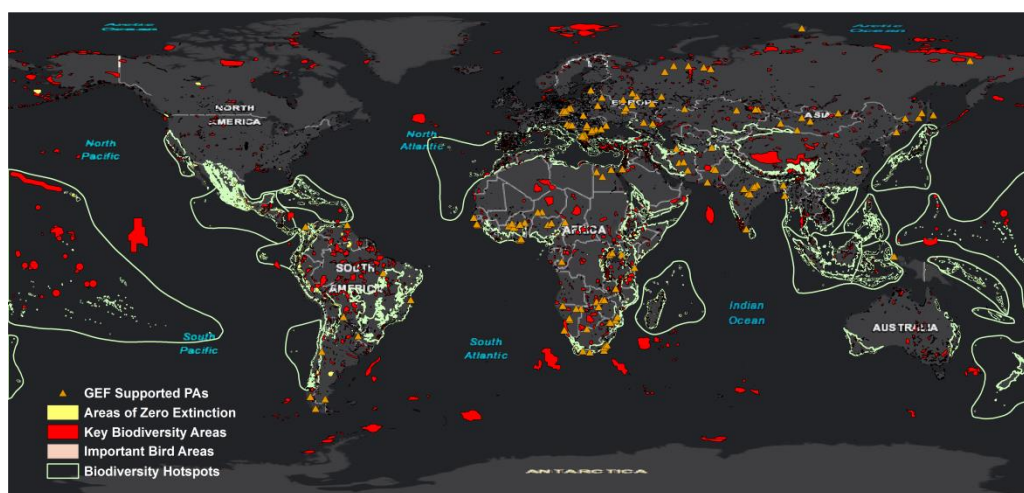 Arctic
Ocean
Arctic
Ocean
NORTH
AMERICA
EUROPE
ASIA
North
Pacific
North
Atlantic
AFRICA
SOUTH
AMERICA
Indian
Ocean
AUSTRALIA
South
Pacific
South
Atlantic
GEF Supported PAs
Areas of Zero Extinction
Key Biodiversity Areas
Important Bird Areas
Biodiversity Hotspots
ANTARCTICA